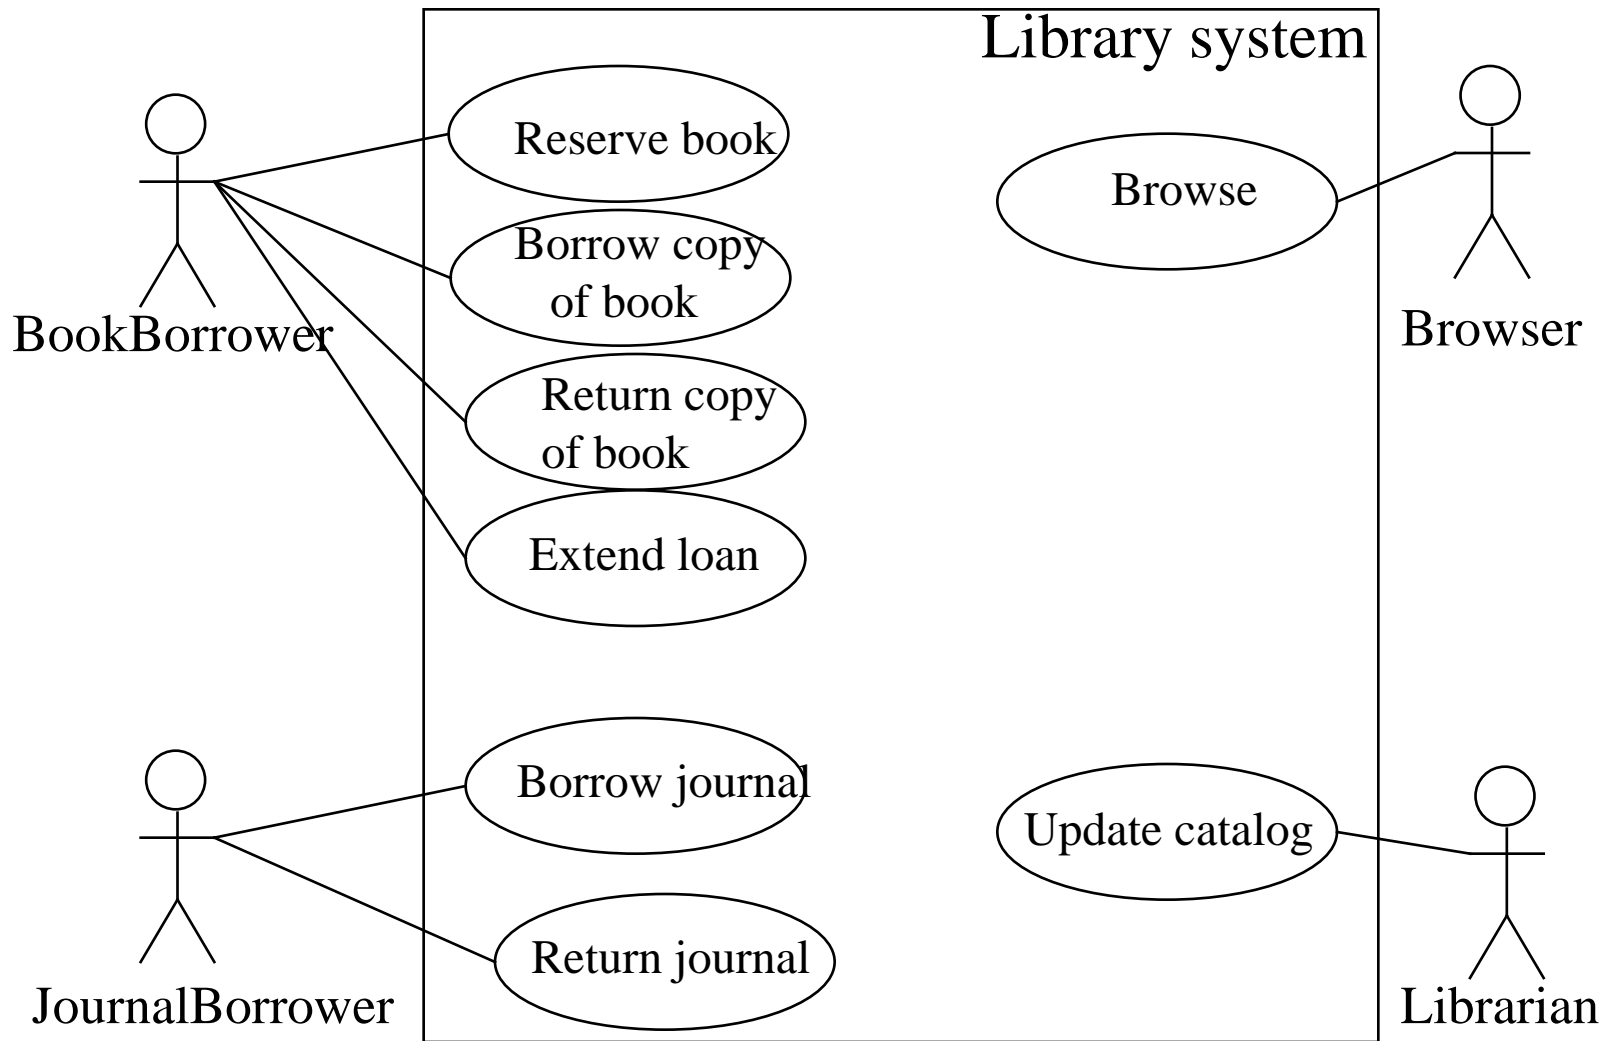 Library system
Reserve book
Browse
Borrow copy
of book
BookBorrower
Browser
Return copy
of book
Extend loan
Borrow journal
Update catalog
Return journal
JournalBorrower
Librarian